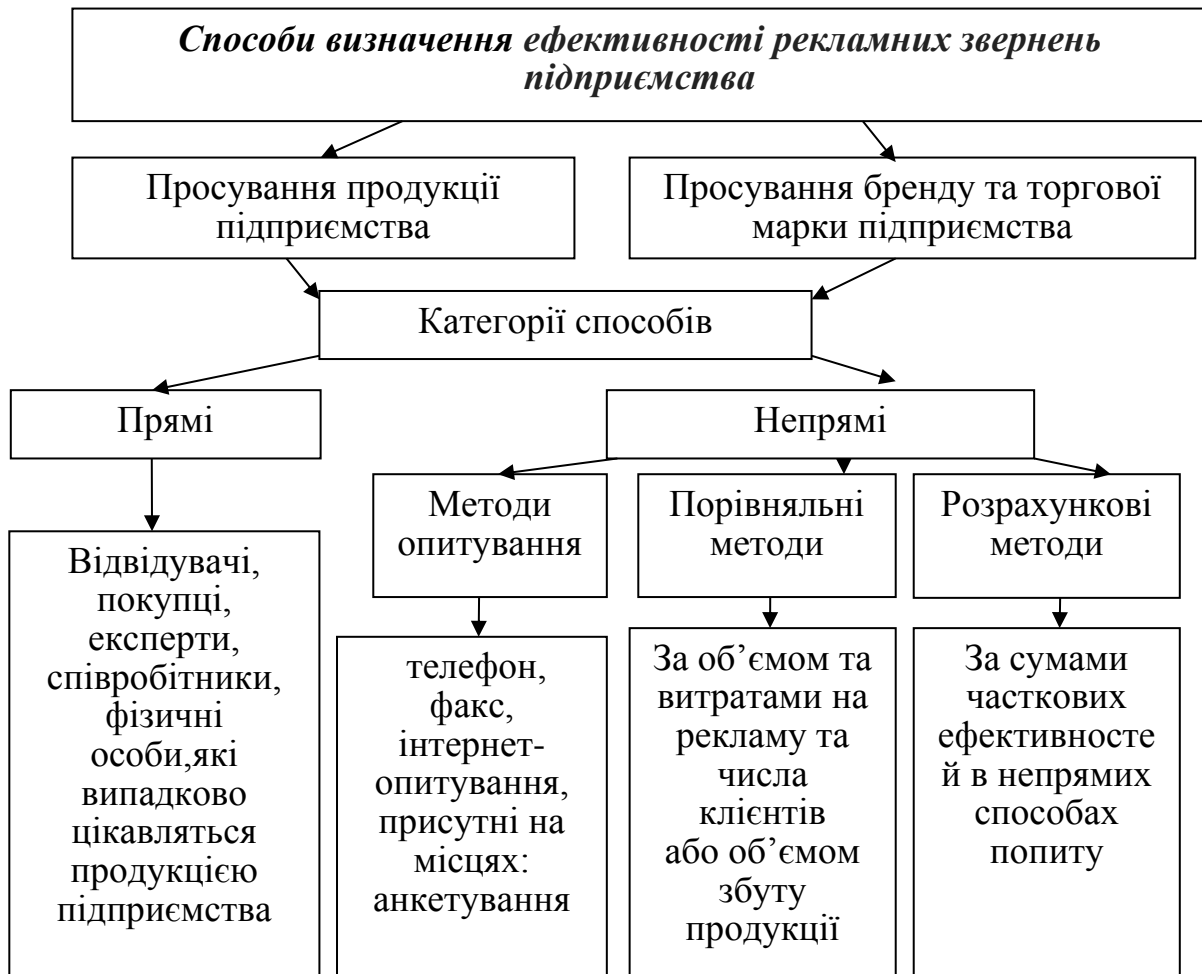 Способи визначення ефективності рекламних звернень
підприємства
Просування продукції
підприємства
Просування бренду та торгової
марки підприємства
Категорії способів
Прямі
Непрямі
Методи
опитування
Порівняльні
методи
Розрахункові
методи
Відвідувачі,
покупці,
експерти,
співробітники,
фізичні
особи,які
випадково
цікавляться
продукцією
підприємства
телефон,
факс,
інтернет-
опитування,
присутні на
місцях:
анкетування
За об’ємом та
витратами на
рекламу та
числа
клієнтів
або об’ємом
збуту
продукції
За сумами
часткових
ефективносте
й в непрямих
способах
попиту